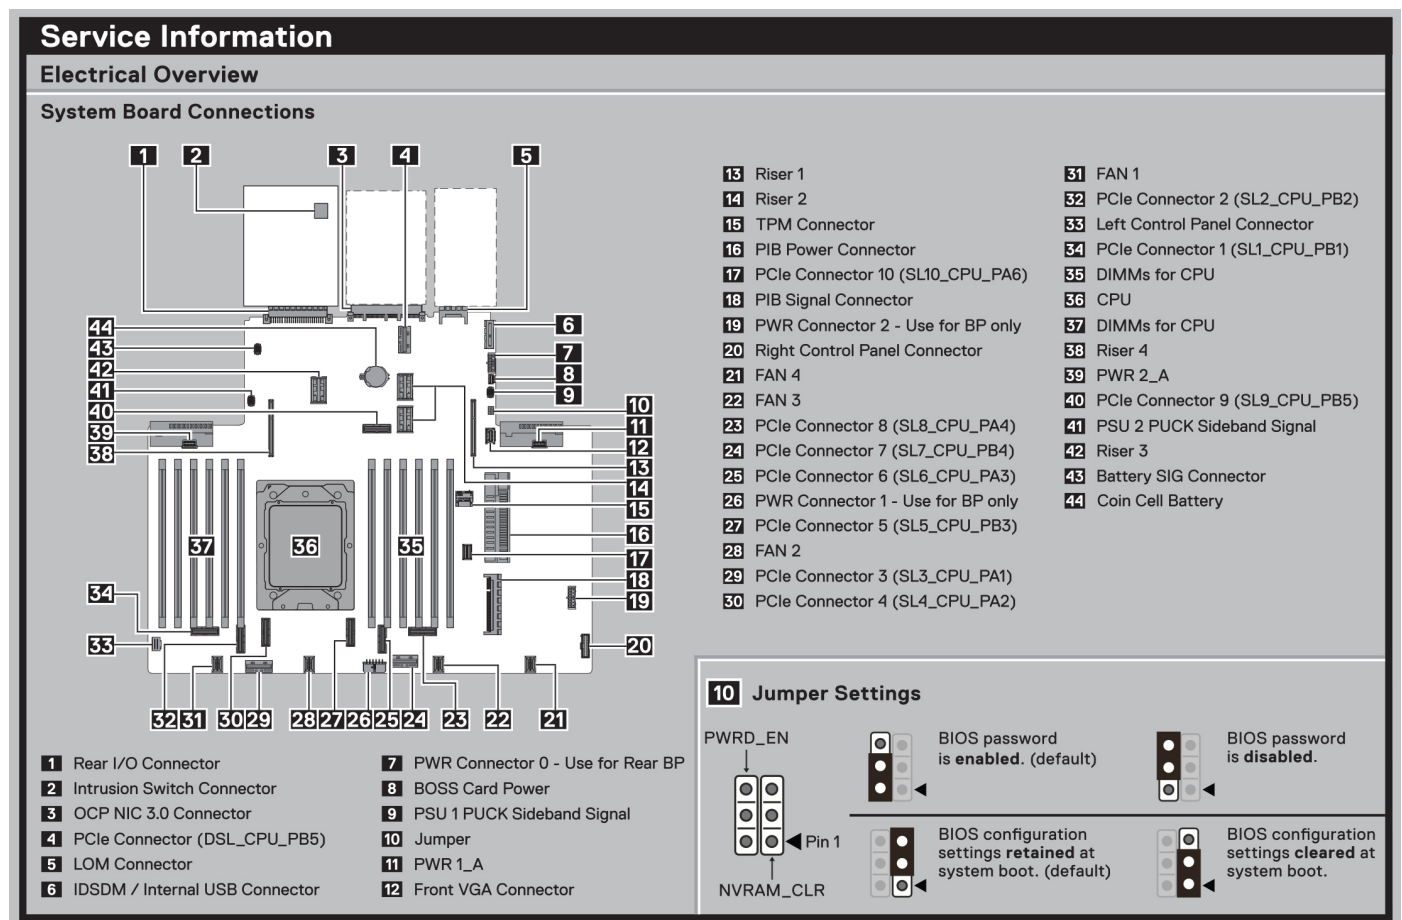 Service Information
Electrical Overview
System Board Connections
1
2
3
4
5
44
43
42
41
40
39
38
6
7
8
9
10
11
12
13
14
15
16
17
18
19
20
37
36
35
34
33
32
31
30
29
28
27
26
25
24
23
22
21
1 Rear I/O Connector
2 Intrusion Switch Connector
3 OCP NIC 3.0 Connector
4 PCIe Connector (DSL_CPU_PB5)
5 LOM Connector
6 IDSDM / Internal USB Connector
7 PWR Connector 0 - Use for Rear BP
8 BOSS Card Power
9 PSU 1 PUCK Sideband Signal
10 Jumper
11 PWR 1_A
12 Front VGA Connector
13 Riser 1
14 Riser 2
15 TPM Connector
16 PIB Power Connector
17 PCIe Connector 10 (SL10_CPU_PA6)
18 PIB Signal Connector
19 PWR Connector 2 - Use for BP only
20 Right Control Panel Connector
21 FAN 4
22 FAN 3
23 PCIe Connector 8 (SL8_CPU_PA4)
24 PCIe Connector 7 (SL7_CPU_PB4)
25 PCIe Connector 6 (SL6_CPU_PA3)
26 PWR Connector 1 - Use for BP only
27 PCIe Connector 5 (SL5_CPU_PB3)
28 FAN 2
29 PCIe Connector 3 (SL3_CPU_PA1)
30 PCIe Connector 4 (SL4_CPU_PA2)
31 FAN 1
32 PCIe Connector 2 (SL2_CPU_PB2)
33 Left Control Panel Connector
34 PCIe Connector 1 (SL1_CPU_PB1)
35 DIMMs for CPU
36 CPU
37 DIMMs for CPU
38 Riser 4
39 PWR 2_A
40 PCIe Connector 9 (SL9_CPU_PB5)
41 PSU 2 PUCK Sideband Signal
42 Riser 3
43 Battery SIG Connector
44 Coin Cell Battery
10 Jumper Settings
PWRD_EN
Pin 1
NVRAM_CLR
BIOS password
is enabled. (default)
BIOS password
is disabled.
BIOS configuration
settings retained at
system boot. (default)
BIOS configuration
settings cleared at
system boot.